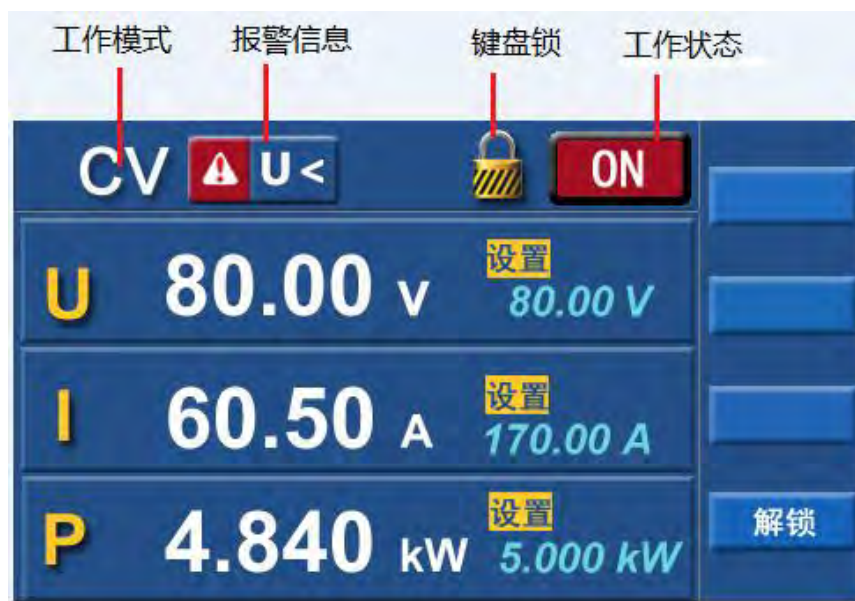 工作模式 报警信息 键盘锁 工作状态
CV U< ON
U 80.00 V 设置 80.00 V
I 60.50 A 设置 170.00 A
P 4.840 kW 设置 5.000 kW
解锁